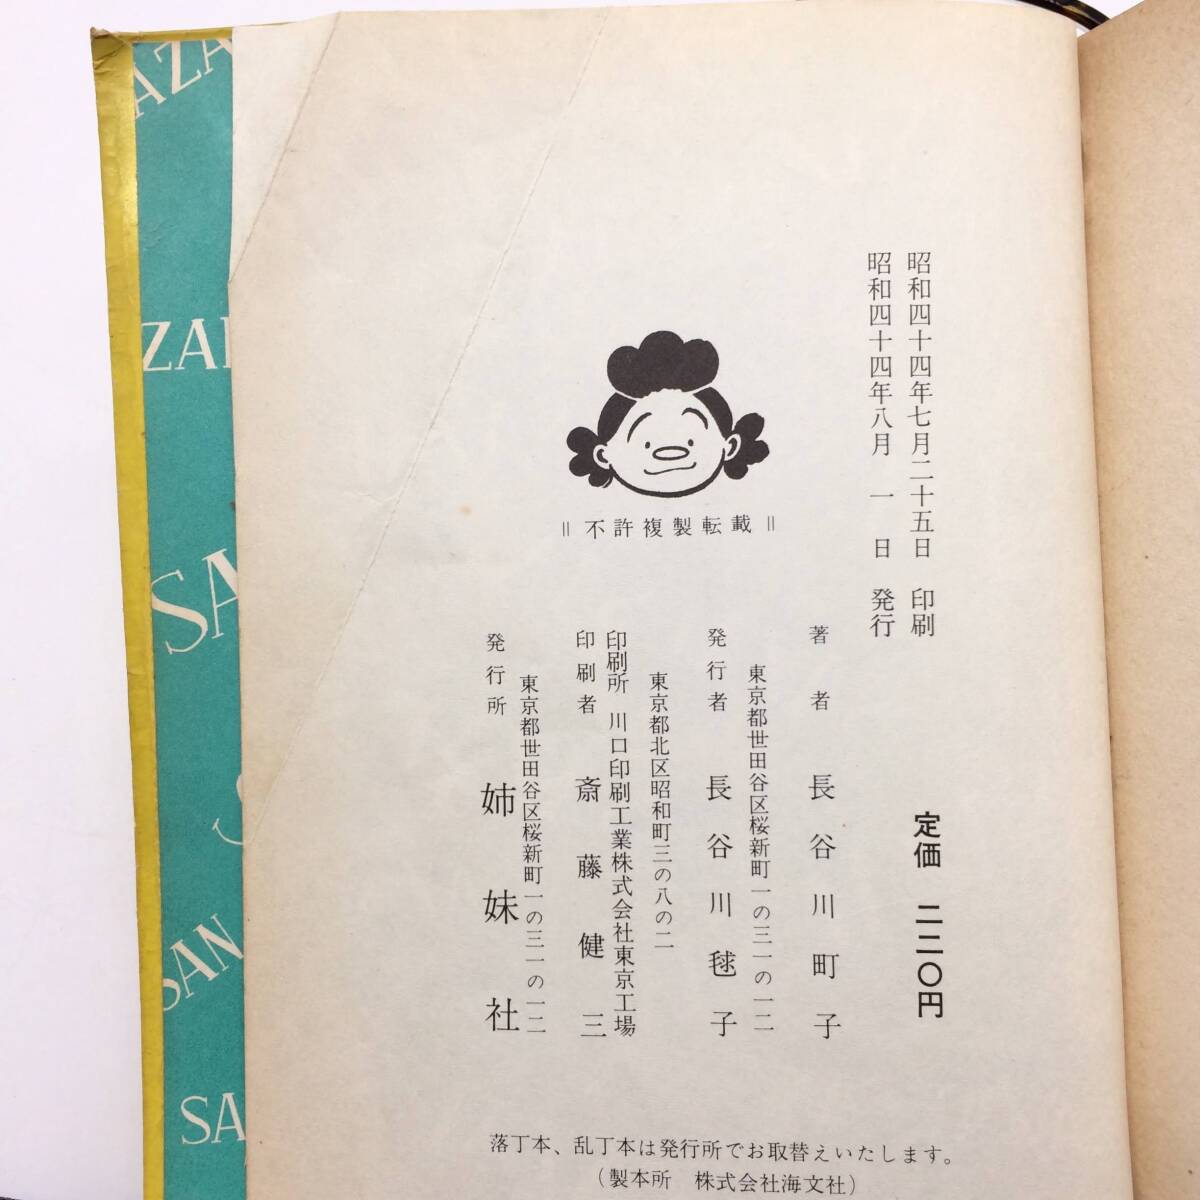 昭和四十四年七月二十五日 印刷
昭和四十四年八月 一 日 発行
定価 二二〇円
=不許複製転載=
著者 長谷川町子
東京都世田谷区桜新町一の三一の一二
発行者 長谷川毬子
東京都北区昭和町三の八の二
印刷所 川口印刷工業株式会社東京工場
印刷者 斎藤健三
東京都世田谷区桜新町一の三一の一二
発行所 姉妹社
落丁本、乱丁本は発行所でお取替えいたします。
(製本所 株式会社海文社)
AZA
ZAE
SA
SAN
SA